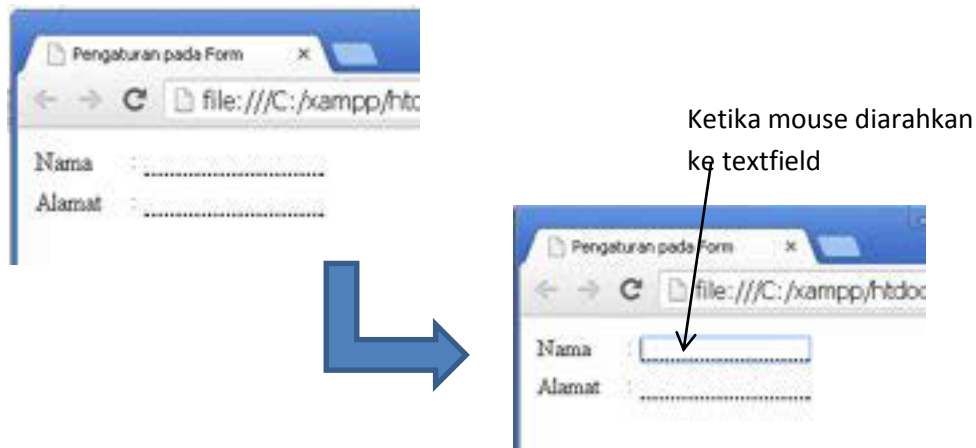 Pengaturan pada Form
file:///C:/xampp/htd
Nama :
Alamat :
Ketika mouse diarahkan
ke textfield
Pengaturan pada Form
file:///C:/xampp/htdoc
Nama :
Alamat :